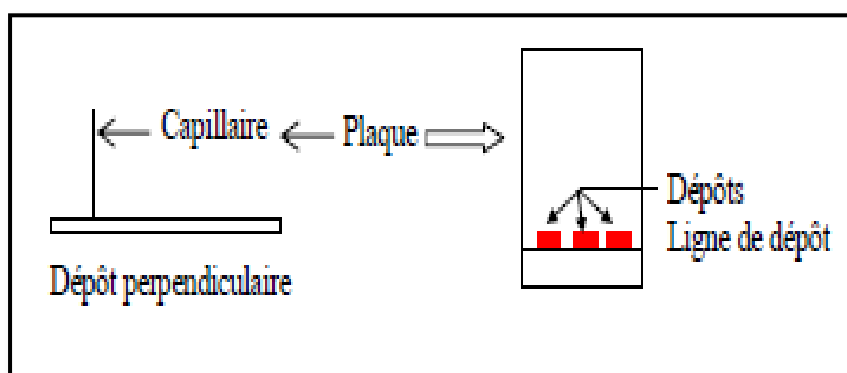 Capillaire
Plaque
Dépôts
Ligne de dépôt
Dépôt perpendiculaire